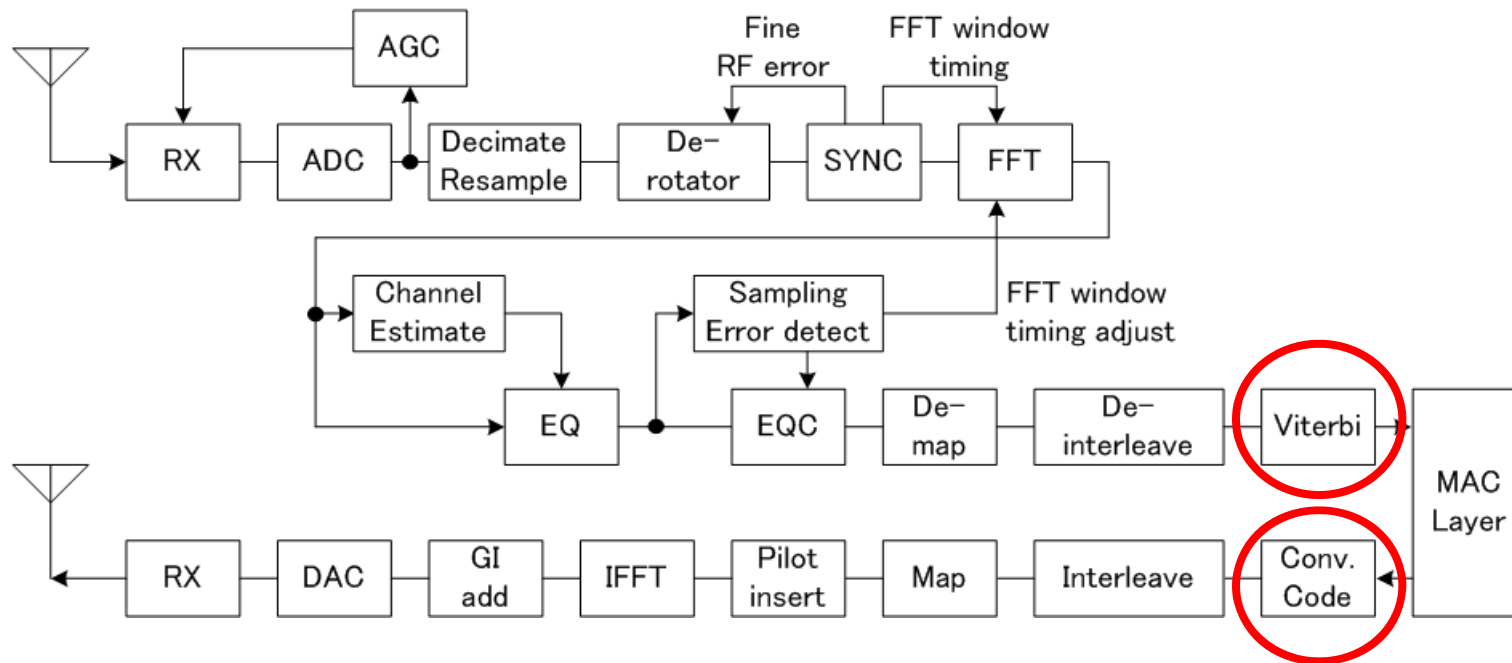 AGC
Fine
RF error
FFT window
timing
RX
ADC
Decimate
Resample
De-
rotator
SYNC
FFT
Channel
Estimate
Sampling
Error detect
FFT window
timing adjust
EQ
EQC
De-
map
De-
interleave
Viterbi
MAC
Layer
RX
DAC
GI
add
IFFT
Pilot
insert
Map
Interleave
Conv.
Code